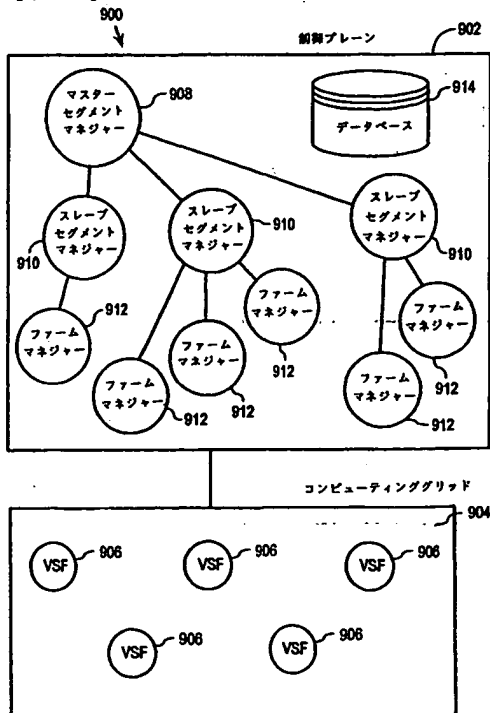 900
制御プレーン
902
マスター
セグメント
マネジャー
908
914
データベース
スレーブ
セグメント
マネジャー
910
スレーブ
セグメント
マネジャー
910
スレーブ
セグメント
マネジャー
910
ファーム
マネジャー
912
ファーム
マネジャー
912
ファーム
マネジャー
912
ファーム
マネジャー
912
ファーム
マネジャー
912
ファーム
マネジャー
912
コンピューティンググリッド
904
VSF
906
VSF
906
VSF
906
VSF
906
VSF
906